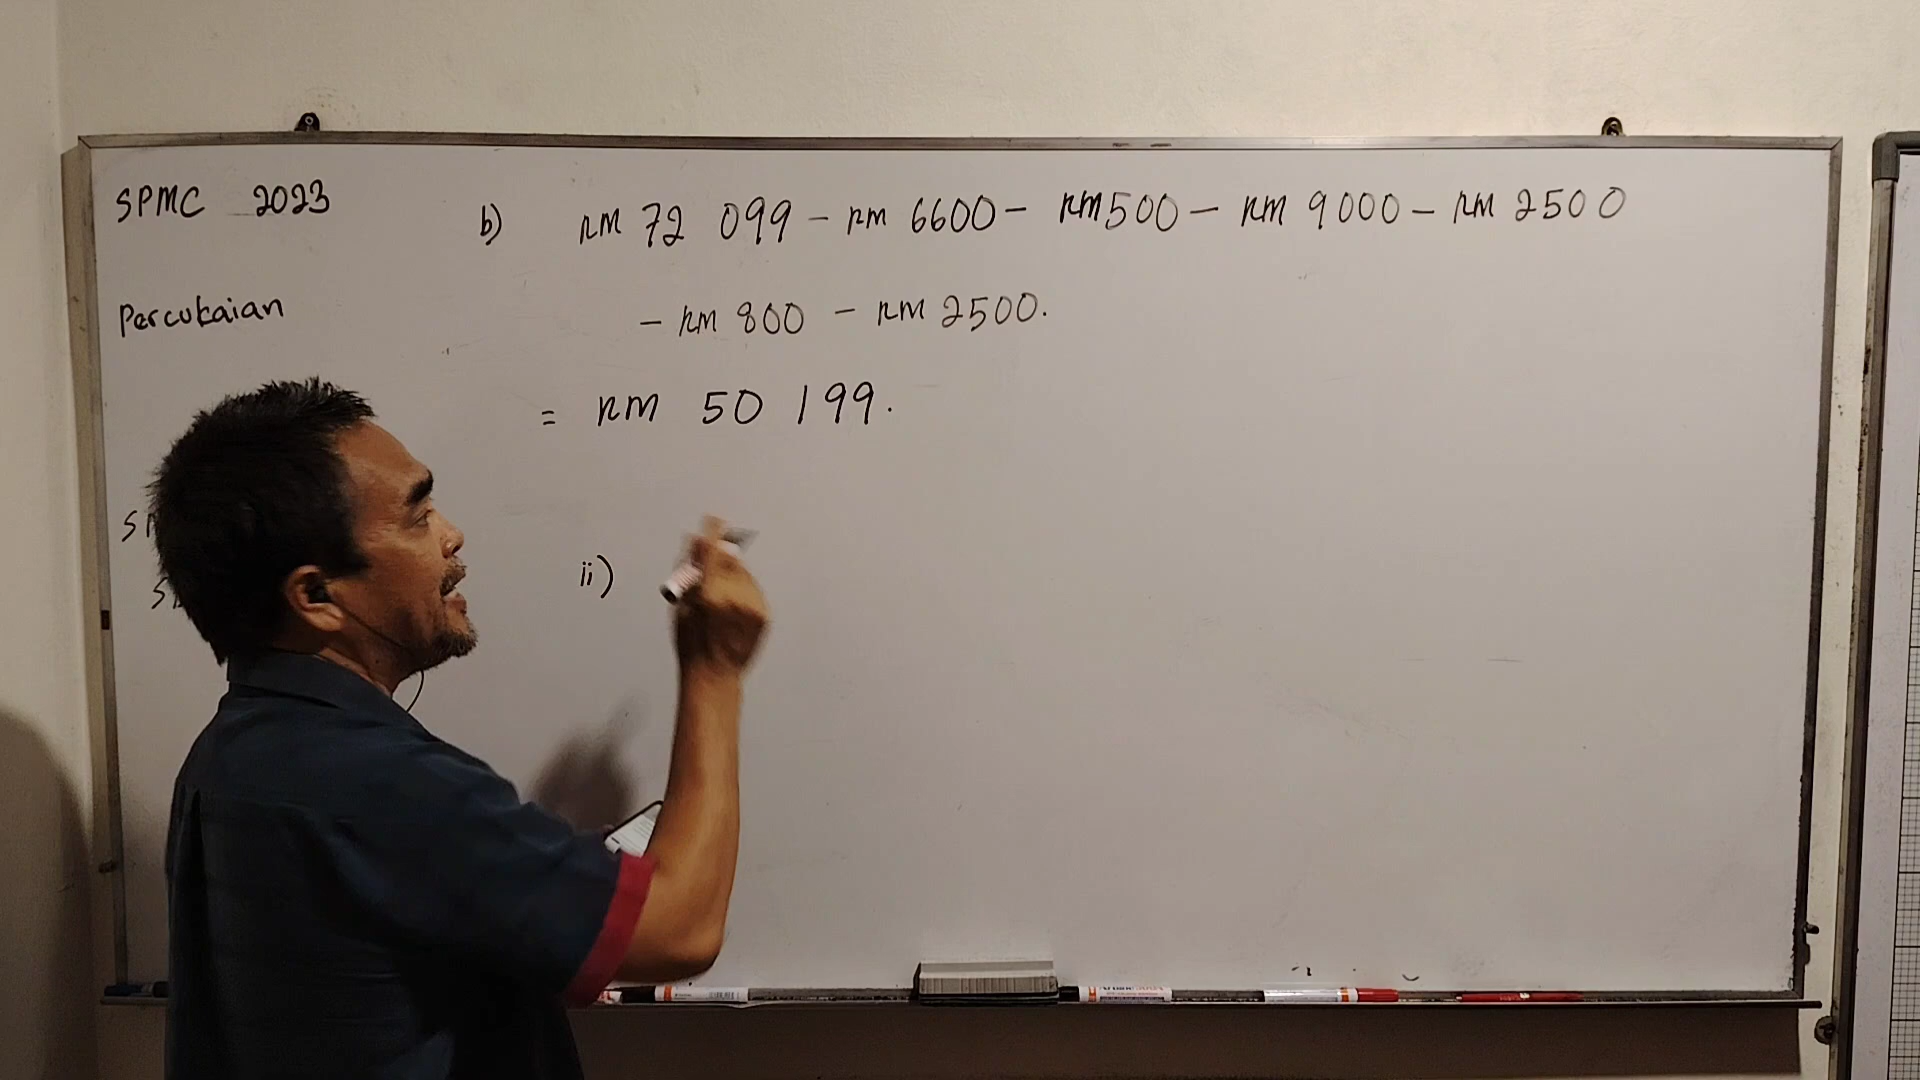 SPMC 2023
b) RM 72 099 - RM 6600 - RM 500 - RM 9000 - RM 2500
Percukaian
- RM 800 - RM 2500.
= RM 50 199.
ii)